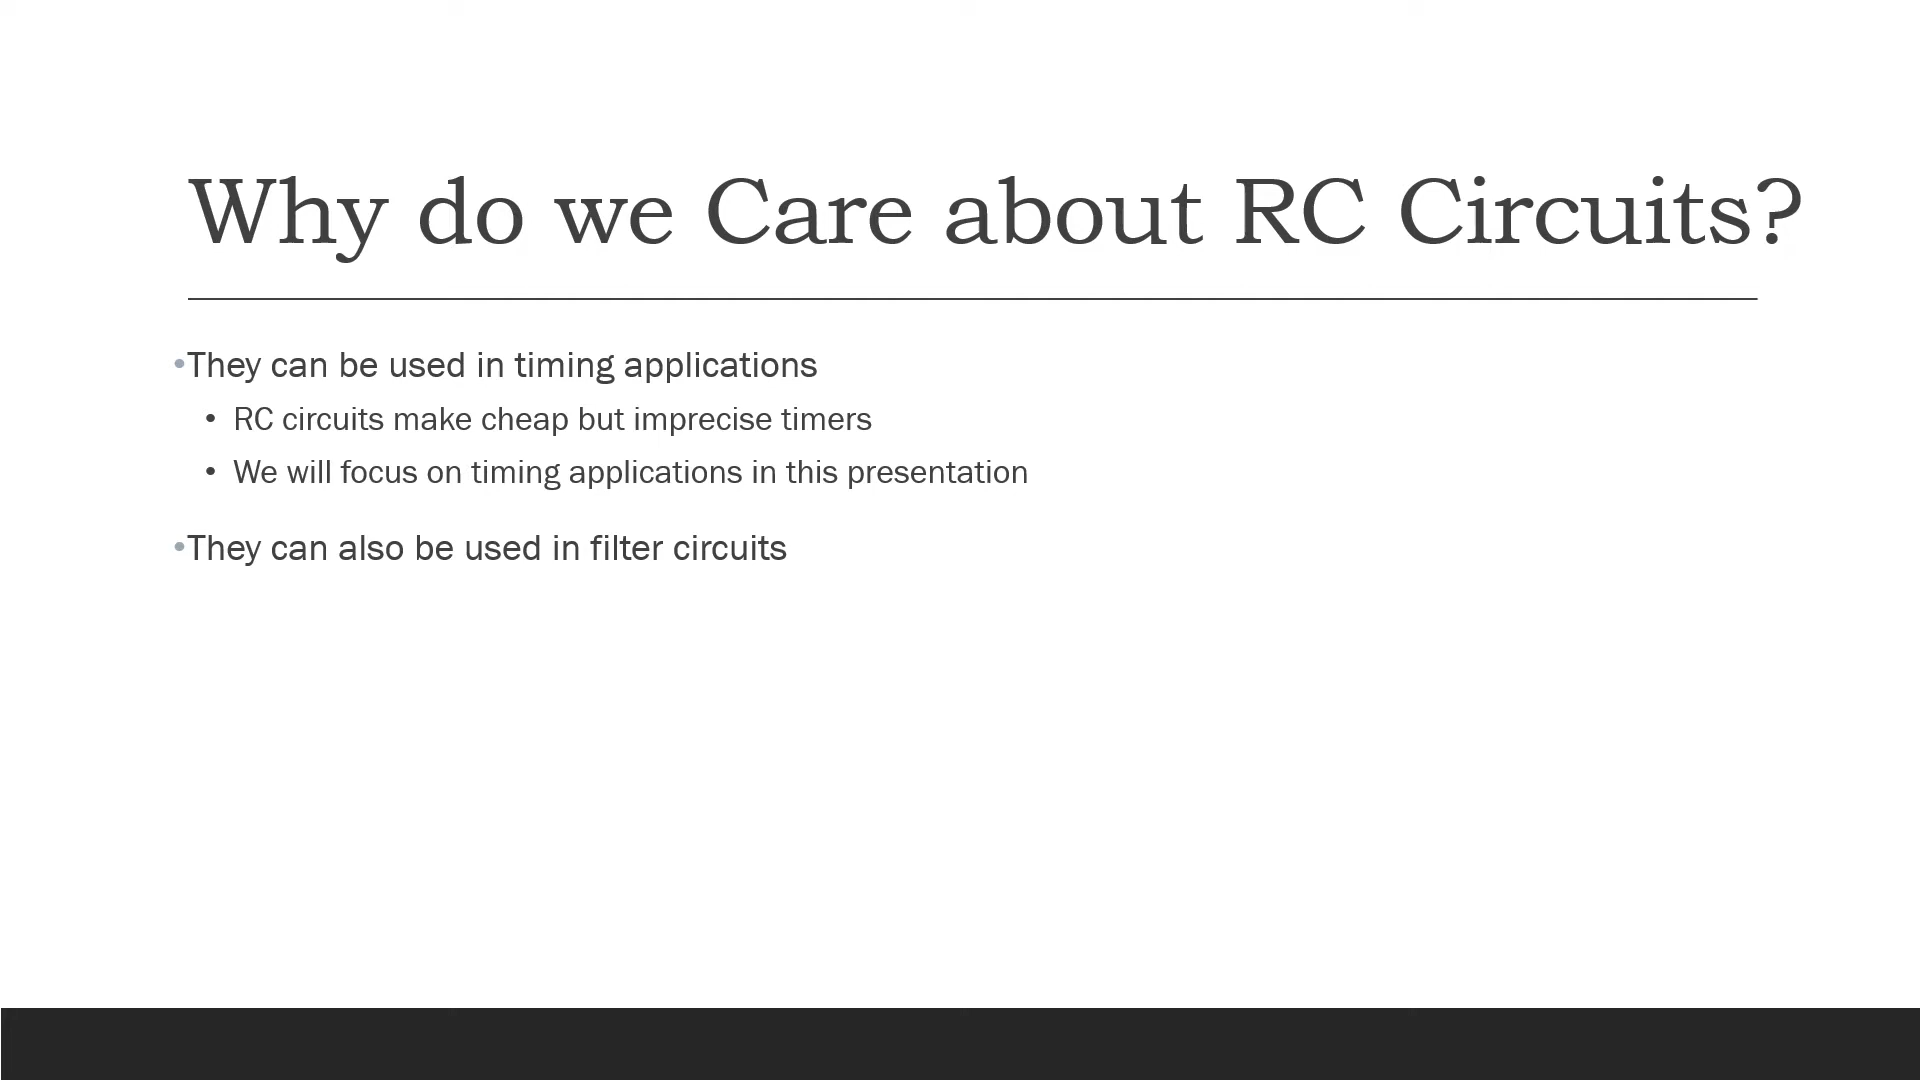 Why do we Care about RC Circuits?
•They can be used in timing applications
• RC circuits make cheap but imprecise timers
• We will focus on timing applications in this presentation
•They can also be used in filter circuits